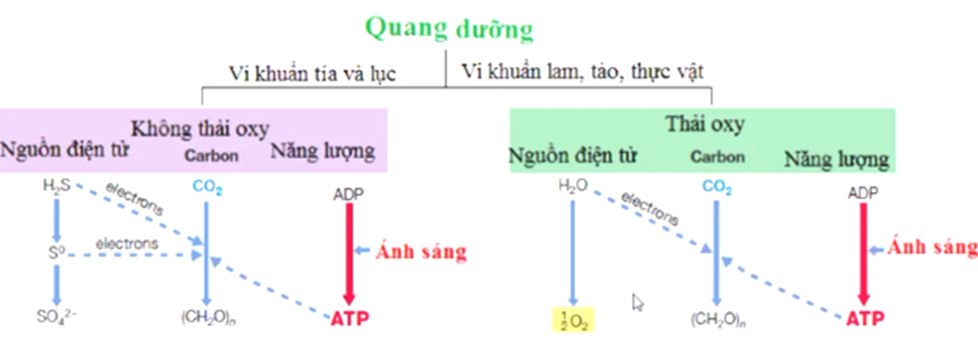 Quang dưỡng
Vi khuẩn tía và lục
Vi khuẩn lam, tảo, thực vật
Không thải oxy
Nguồn điện tử Carbon Năng lượng
H₂S electrons CO₂ ADP
S⁰ electrons Ánh sáng
SO₄²⁻ (CH₂O)ₙ ATP
Thải oxy
Nguồn điện tử Carbon Năng lượng
H₂O electrons CO₂ ADP
Ánh sáng
½O₂ (CH₂O)ₙ ATP